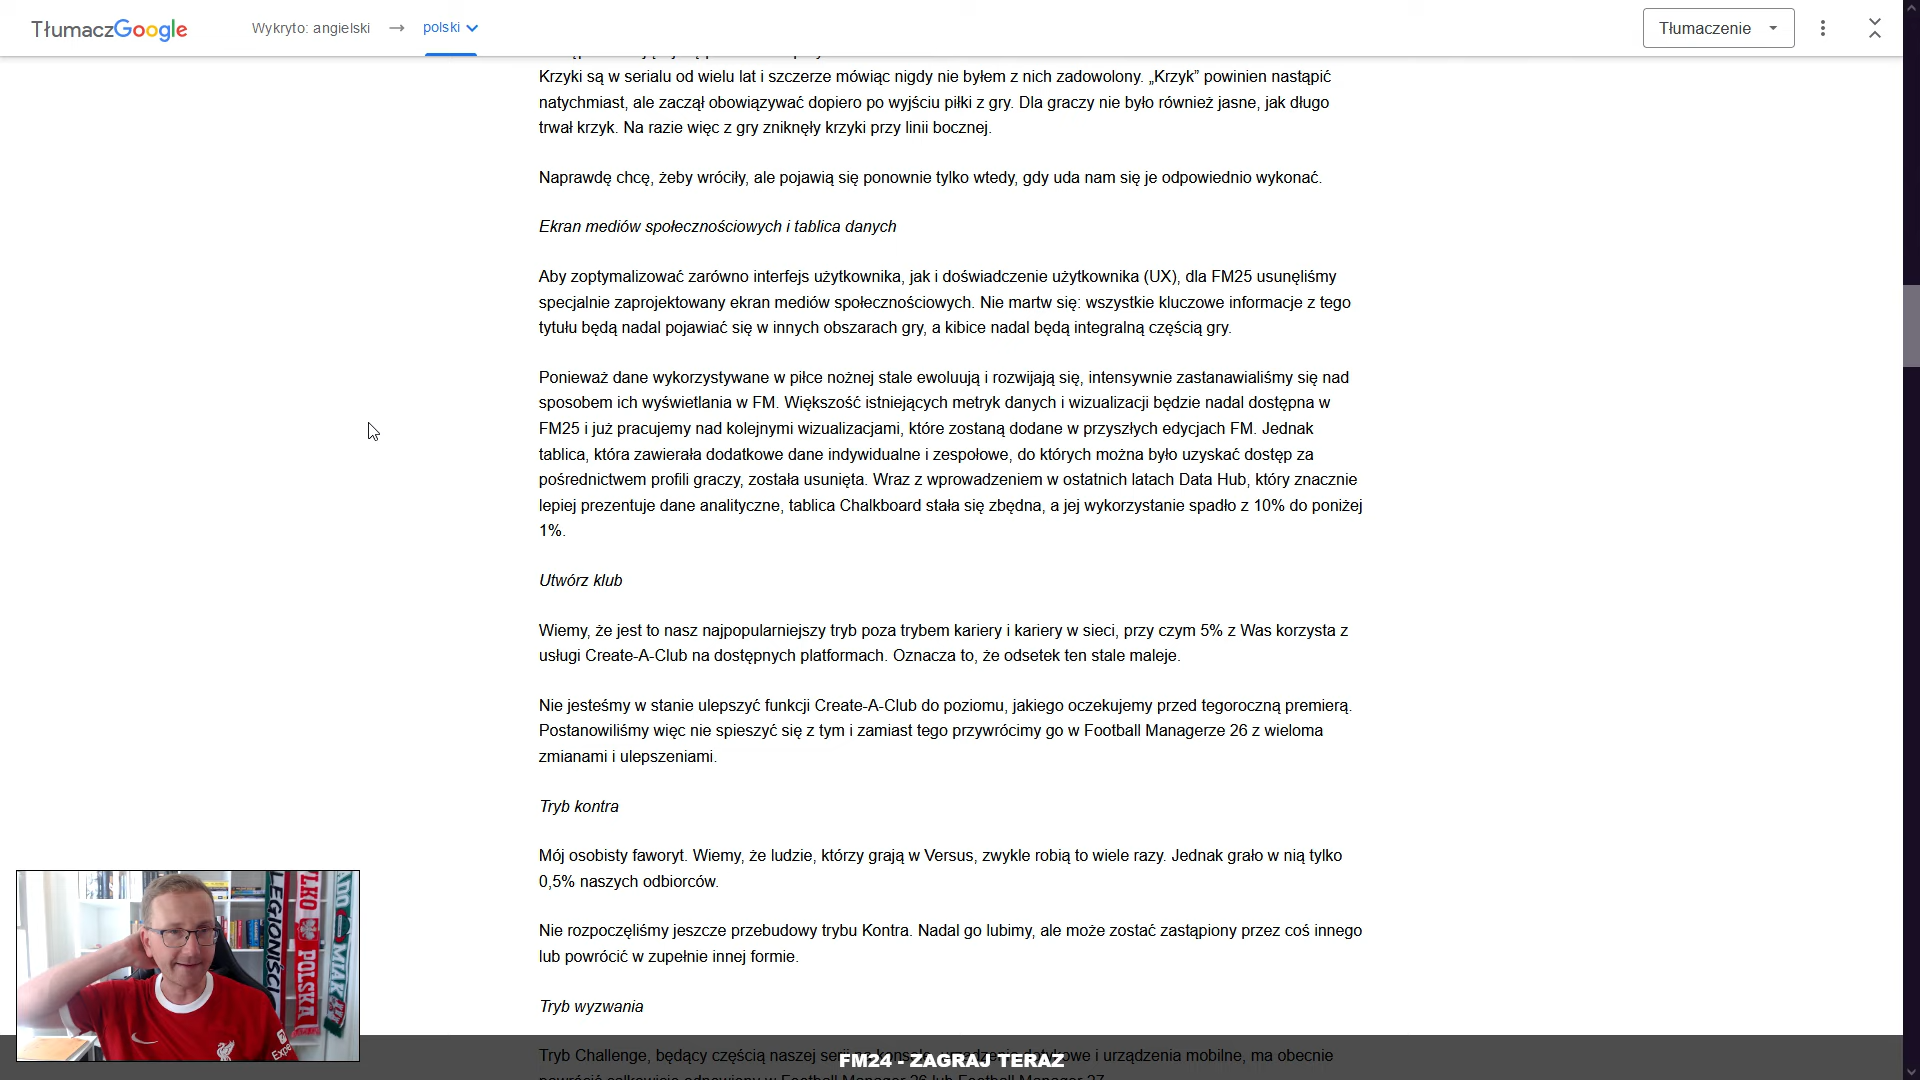 TłumaczGoogle
Wykryto: angielski → polski
Tłumaczenie
Krzyki są w serialu od wielu lat i szczerze mówiąc nigdy nie byłem z nich zadowolony. „Krzyk” powinien nastąpić
natychmiast, ale zaczął obowiązywać dopiero po wyjściu piłki z gry. Dla graczy nie było również jasne, jak długo
trwał krzyk. Na razie więc z gry zniknęły krzyki przy linii bocznej.
Naprawdę chcę, żeby wróciły, ale pojawią się ponownie tylko wtedy, gdy uda nam się je odpowiednio wykonać.
Ekran mediów społecznościowych i tablica danych
Aby zoptymalizować zarówno interfejs użytkownika, jak i doświadczenie użytkownika (UX), dla FM25 usunęliśmy
specjalnie zaprojektowany ekran mediów społecznościowych. Nie martw się: wszystkie kluczowe informacje z tego
tytułu będą nadal pojawiać się w innych obszarach gry, a kibice nadal będą integralną częścią gry.
Ponieważ dane wykorzystywane w piłce nożnej stale ewoluują i rozwijają się, intensywnie zastanawialiśmy się nad
sposobem ich wyświetlania w FM. Większość istniejących metryk danych i wizualizacji będzie nadal dostępna w
FM25 i już pracujemy nad kolejnymi wizualizacjami, które zostaną dodane w przyszłych edycjach FM. Jednak
tablica, która zawierała dodatkowe dane indywidualne i zespołowe, do których można było uzyskać dostęp za
pośrednictwem profili graczy, została usunięta. Wraz z wprowadzeniem w ostatnich latach Data Hub, który znacznie
lepiej prezentuje dane analityczne, tablica Chalkboard stała się zbędna, a jej wykorzystanie spadło z 10% do poniżej
1%.
Utwórz klub
Wiemy, że jest to nasz najpopularniejszy tryb poza trybem kariery i kariery w sieci, przy czym 5% z Was korzysta z
usługi Create-A-Club na dostępnych platformach. Oznacza to, że odsetek ten stale maleje.
Nie jesteśmy w stanie ulepszyć funkcji Create-A-Club do poziomu, jakiego oczekujemy przed tegoroczną premierą.
Postanowiliśmy więc nie spieszyć się z tym i zamiast tego przywrócimy go w Football Managerze 26 z wieloma
zmianami i ulepszeniami.
Tryb kontra
Mój osobisty faworyt. Wiemy, że ludzie, którzy grają w Versus, zwykle robią to wiele razy. Jednak grało w nią tylko
0,5% naszych odbiorców.
Nie rozpoczęliśmy jeszcze przebudowy trybu Kontra. Nadal go lubimy, ale może zostać zastąpiony przez coś innego
lub powrócić w zupełnie innej formie.
Tryb wyzwania
Tryb Challenge, będący częścią naszej serii i urządzenia mobilne, ma obecnie
FM24 - ZAGRAJ TERAZ
LEGIONIŚCI
POLSKA